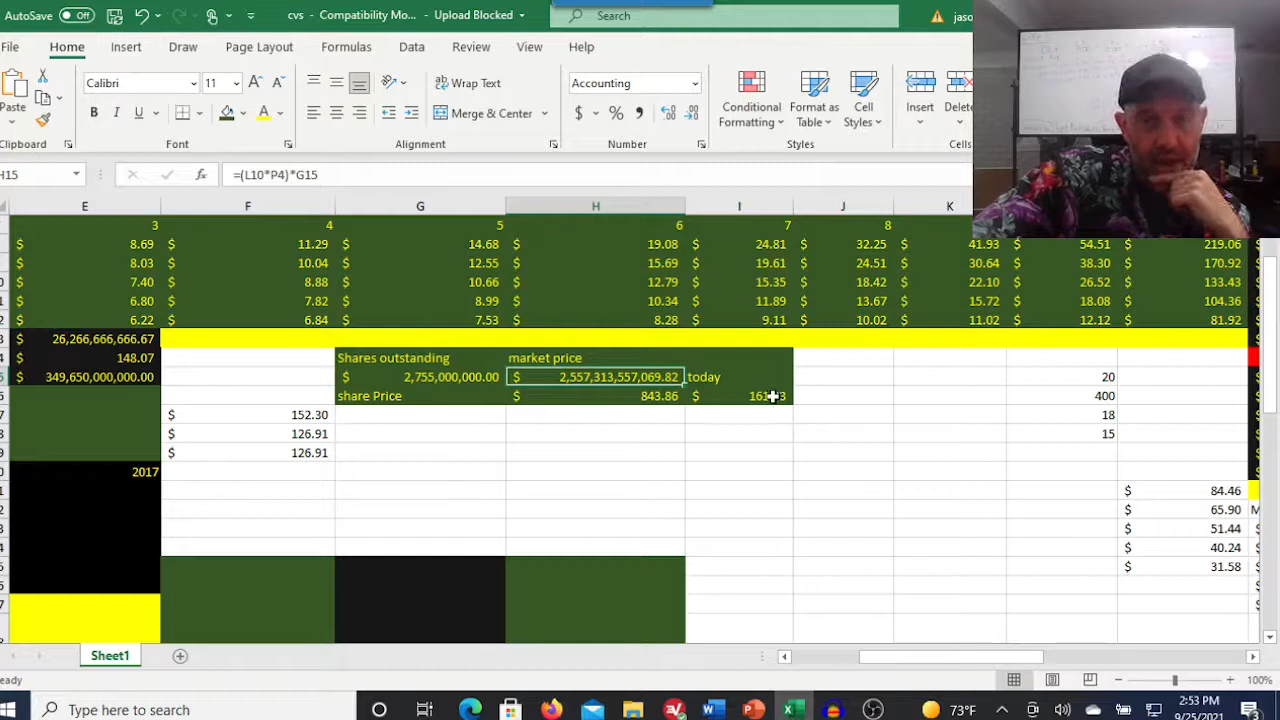 AutoSave Off cvs - Compatibility Mo... - Upload Blocked Search jaso
File Home Insert Draw Page Layout Formulas Data Review View Help
Paste Calibri 11 Wrap Text Accounting Conditional Format as Cell Insert Delete
B I U A Merge & Center $ % Formatting Table Styles
Clipboard Font Alignment Number Styles Cells
H15 fx =(L10*P4)*G15
E F G H I J K
3 4 5 6 7 8
$ 8.69 $ 11.29 $ 14.68 $ 19.08 $ 24.81 $ 32.25 $ 41.93 $ 54.51 $ 219.06
$ 8.03 $ 10.04 $ 12.55 $ 15.69 $ 19.61 $ 24.51 $ 30.64 $ 38.30 $ 170.92
$ 7.40 $ 8.88 $ 10.66 $ 12.79 $ 15.35 $ 18.42 $ 22.10 $ 26.52 $ 133.43
$ 6.80 $ 7.82 $ 8.99 $ 10.34 $ 11.89 $ 13.67 $ 15.72 $ 18.08 $ 104.36
$ 6.22 $ 6.84 $ 7.53 $ 8.28 $ 9.11 $ 10.02 $ 11.02 $ 12.12 $ 81.92
$ 26,266,666,666.67
$ 148.07 Shares outstanding market price
$ 349,650,000,000.00 $ 2,755,000,000.00 $ 2,557,313,557,069.82 today 20
share Price $ 843.86 $ 400
$ 152.30 18
$ 126.91 15
$ 126.91
2017
$ 84.46
$ 65.90
$ 51.44
$ 40.24
$ 31.58
Sheet1
eady 100%
Type here to search 73°F 2:53 PM
9/25/2021